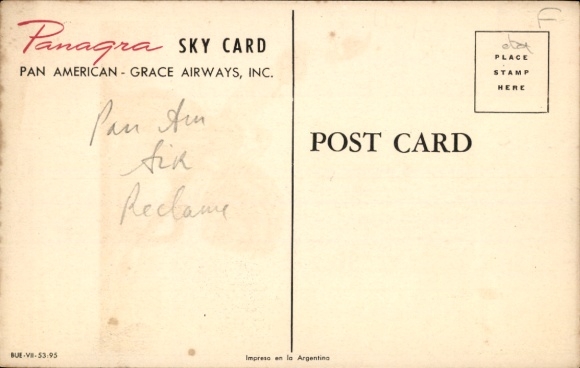 Panagra SKY CARD
PAN AMERICAN - GRACE AIRWAYS, INC.
Pan Am
Air
Reclame
POST CARD
F
PLACE
STAMP
HERE
BUE-VII-53-95
Impreso en la Argentina